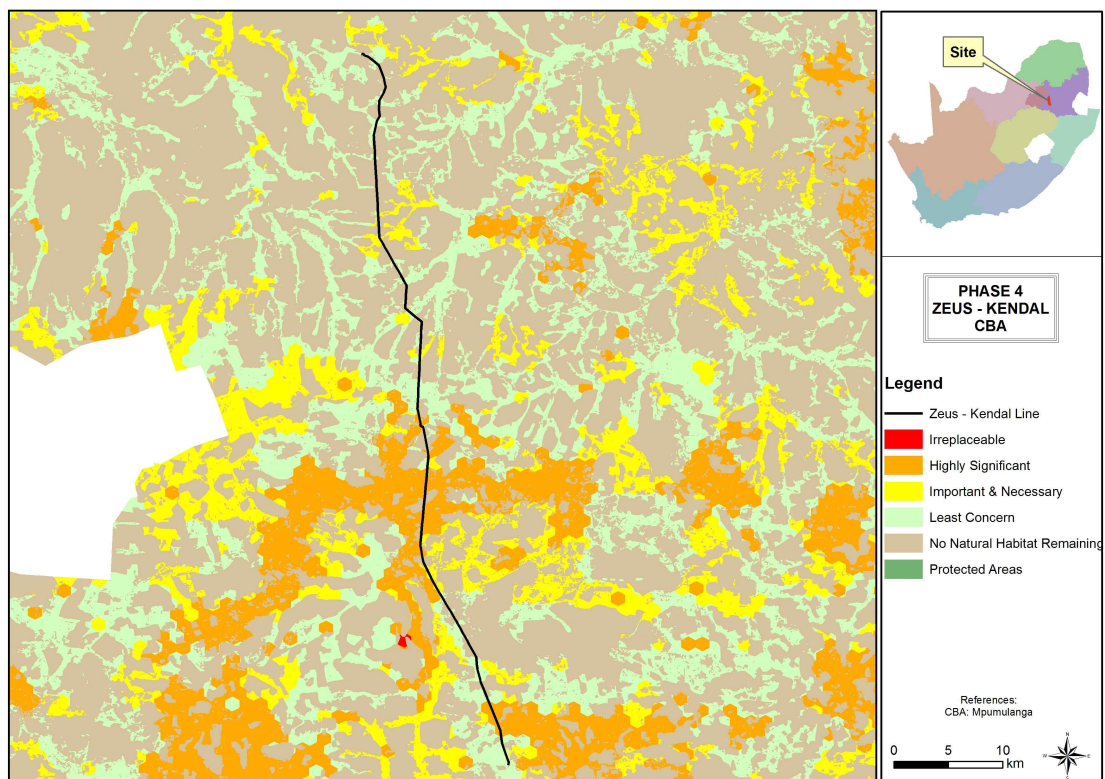 Site
PHASE 4
ZEUS - KENDAL
CBA
Legend
Zeus - Kendal Line
Irreplaceable
Highly Significant
Important & Necessary
Least Concern
No Natural Habitat Remaining
Protected Areas
References:
CBA: Mpumulanga
0 5 10
km
N
W E
S